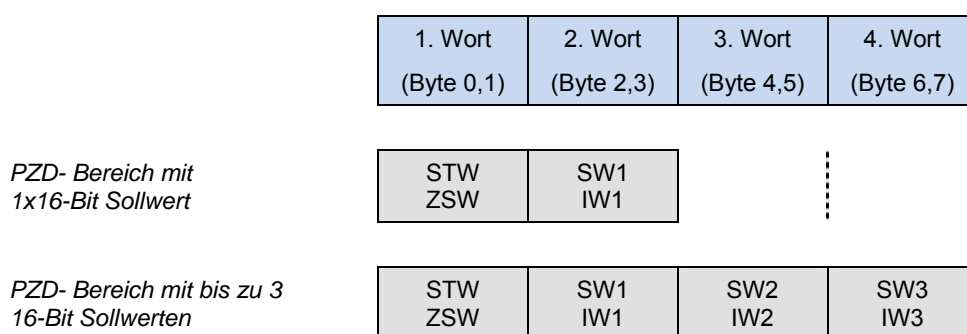 1. Wort 2. Wort 3. Wort 4. Wort
(Byte 0,1) (Byte 2,3) (Byte 4,5) (Byte 6,7)
PZD- Bereich mit STW SW1
1x16-Bit Sollwert ZSW IW1
PZD- Bereich mit bis zu 3 STW SW1 SW2 SW3
16-Bit Sollwerten ZSW IW1 IW2 IW3